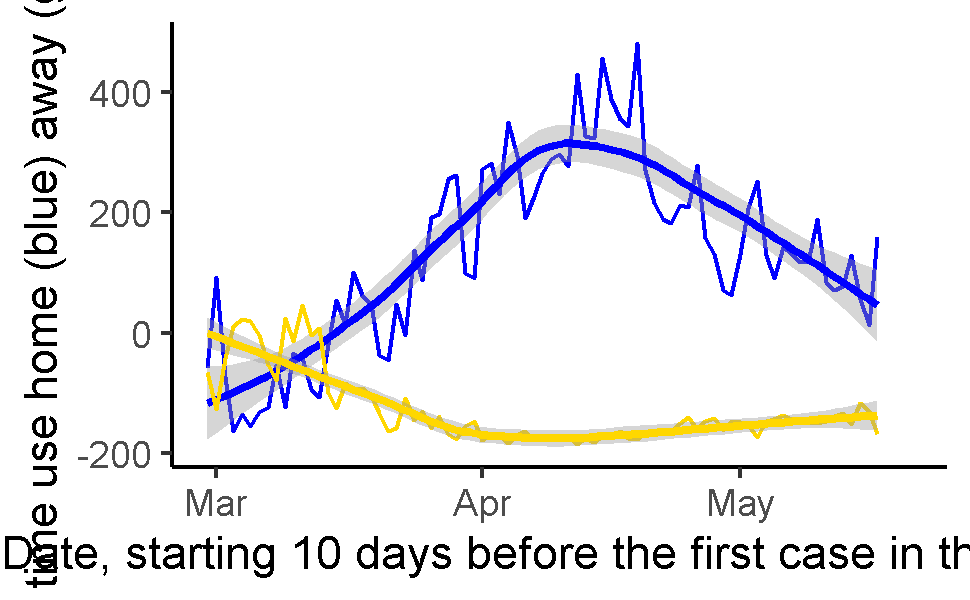 time use home (blue) away (
400
200
0
-200
Mar Apr May
Date, starting 10 days before the first case in th